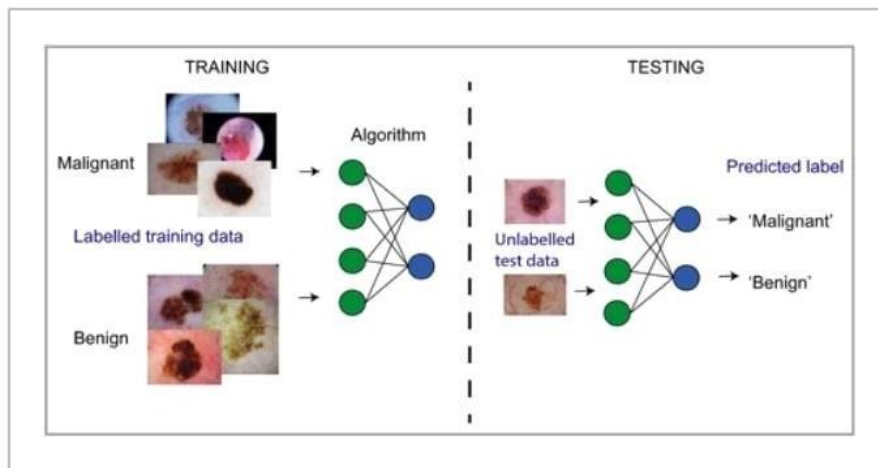 TRAINING
Malignant
Labelled training data
Benign
Algorithm
TESTING
Unlabelled
test data
Predicted label
'Malignant'
'Benign'